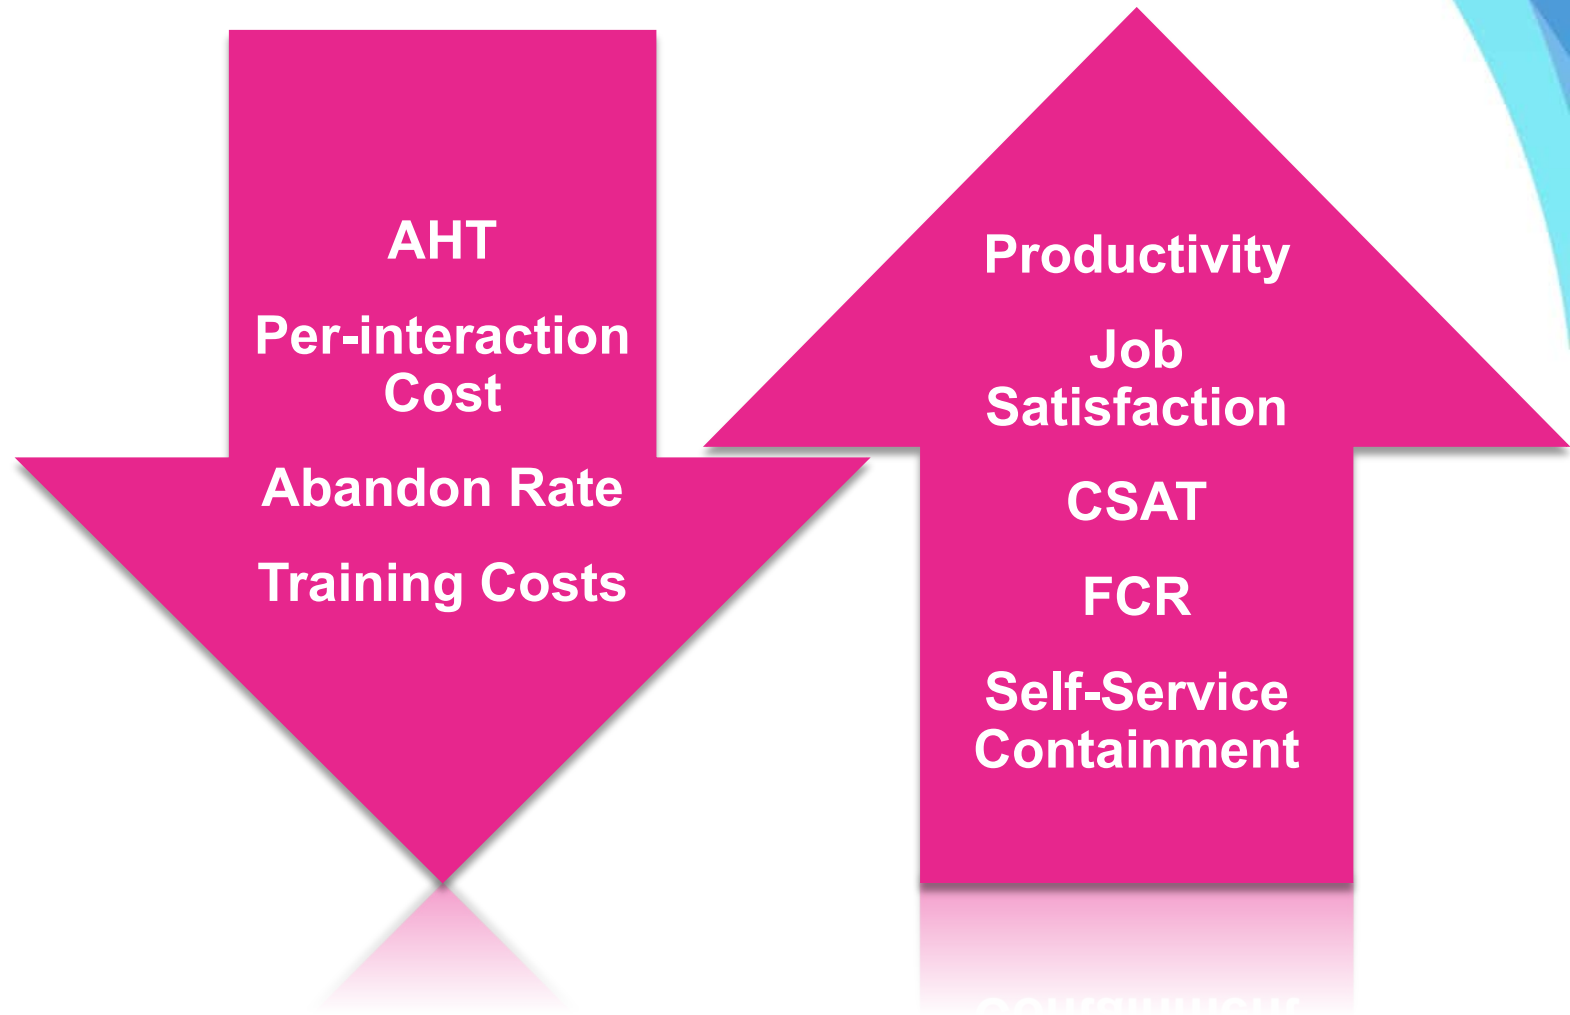 AHT
Per-interaction
Cost
Abandon Rate
Training Costs
Productivity
Job
Satisfaction
CSAT
FCR
Self-Service
Containment